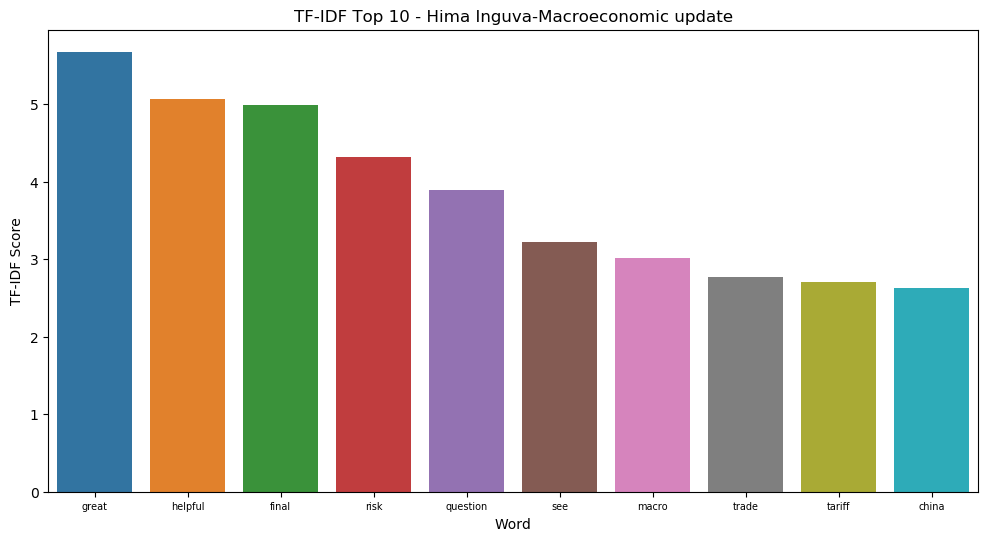 TF-IDF Top 10 - Hima Inguva-Macroeconomic update
TF-IDF Score
5
4
3
2
1
0
great helpful final risk question see macro trade tariff china
Word